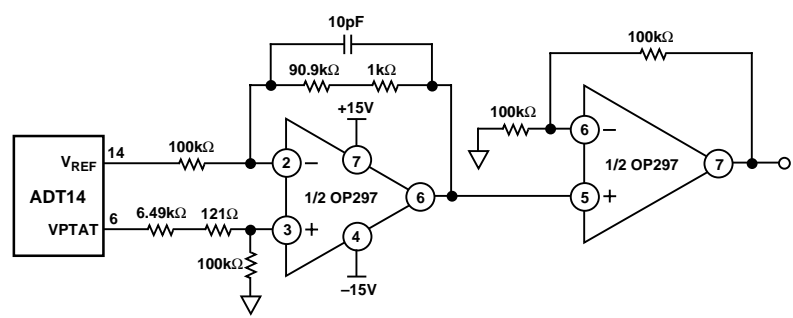 10pF
90.9kΩ 1kΩ
100kΩ
+15V
100kΩ
100kΩ
VREF 14
ADT14
VPTAT 6
6.49kΩ 121Ω
100kΩ
2 –
3 +
7
1/2 OP297
6
4
–15V
6 –
5 +
1/2 OP297
7